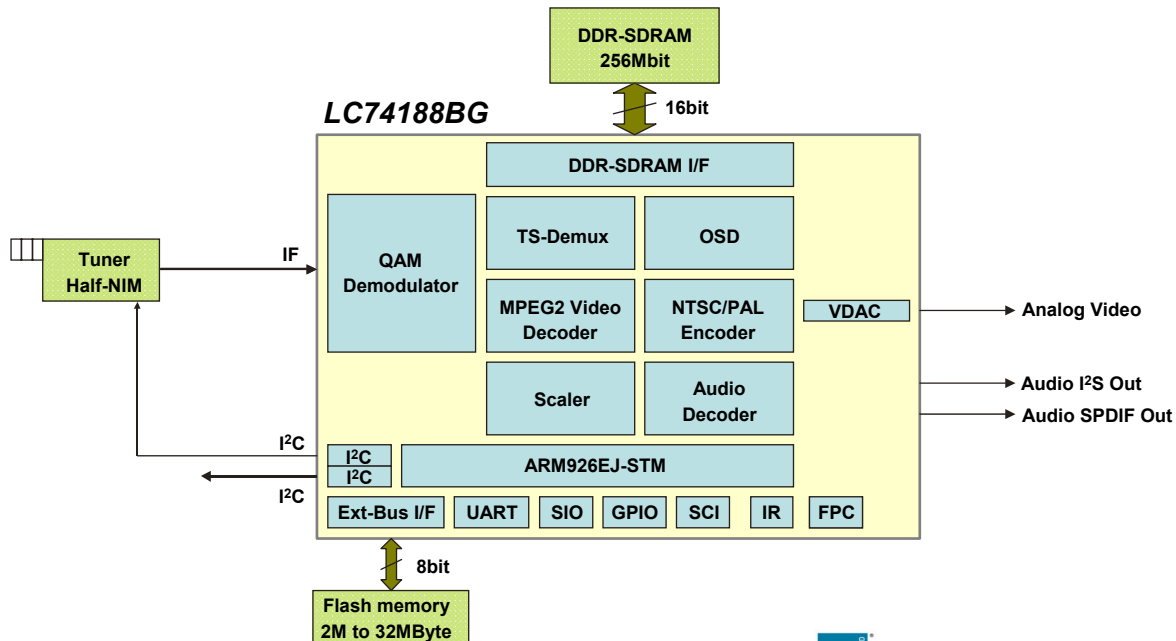 DDR-SDRAM
256Mbit
16bit
LC74188BG
DDR-SDRAM I/F
QAM
Demodulator
TS-Demux
OSD
MPEG2 Video
Decoder
NTSC/PAL
Encoder
VDAC
Scaler
Audio
Decoder
I²C
I²C
ARM926EJ-STM
Ext-Bus I/F
UART
SIO
GPIO
SCI
IR
FPC
Tuner
Half-NIM
IF
I²C
I²C
Analog Video
Audio I²S Out
Audio SPDIF Out
8bit
Flash memory
2M to 32MByte